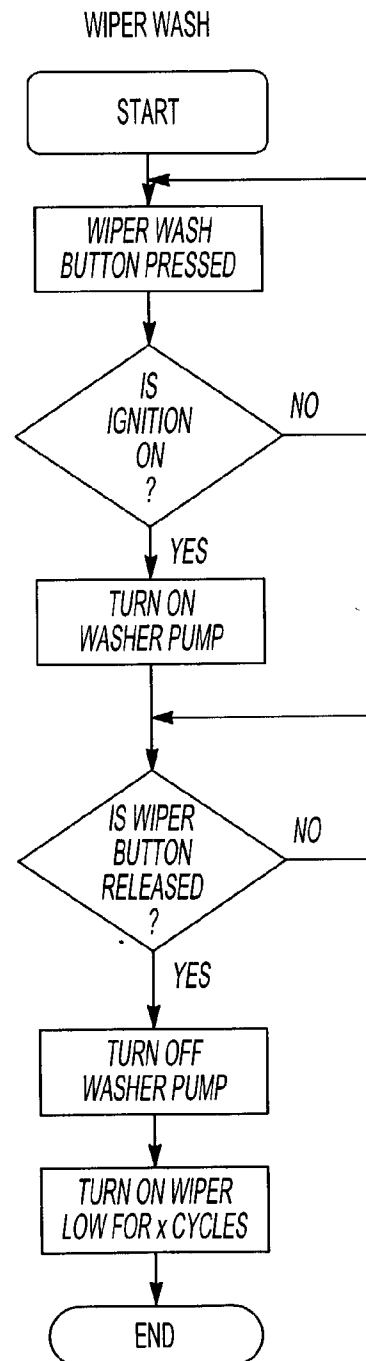 WIPER WASH
START
WIPER WASH
BUTTON PRESSED
IS
IGNITION
ON
?
NO
YES
TURN ON
WASHER PUMP
IS WIPER
BUTTON
RELEASED
?
NO
YES
TURN OFF
WASHER PUMP
TURN ON WIPER
LOW FOR x CYCLES
END